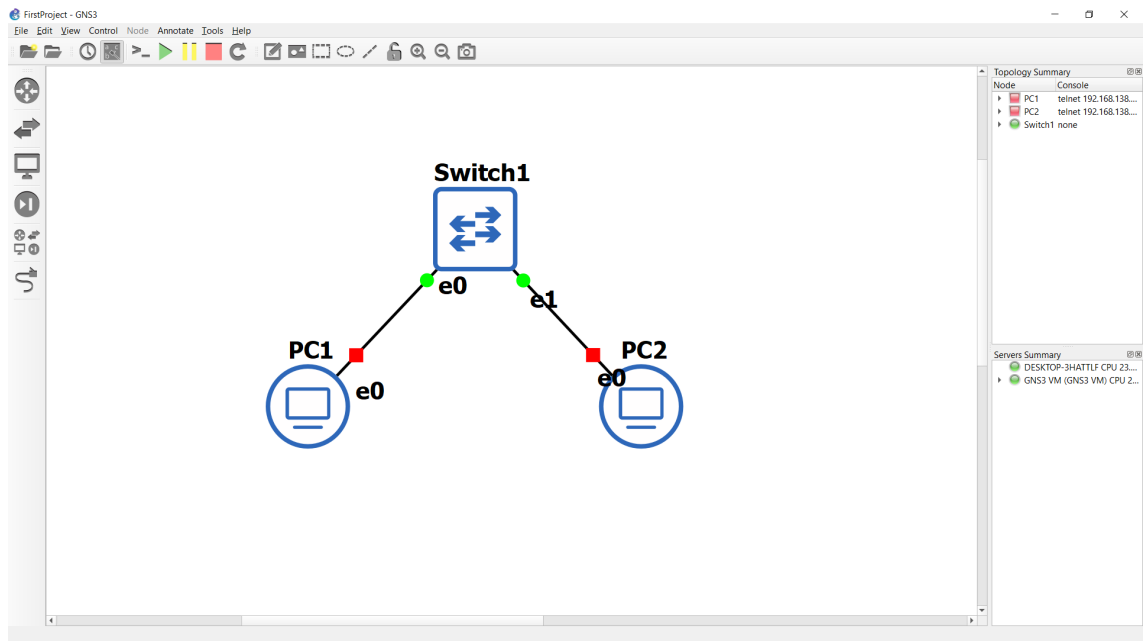 FirstProject - GNS3
File Edit View Control Node Annotate Tools Help
Topology Summary
Node Console
PC1 telnet 192.168.138....
PC2 telnet 192.168.138....
Switch1 none
Switch1
e0
e1
PC1
PC2
e0
e0
Servers Summary
DESKTOP-3HATTLF CPU 23....
GNS3 VM (GNS3 VM) CPU 2...